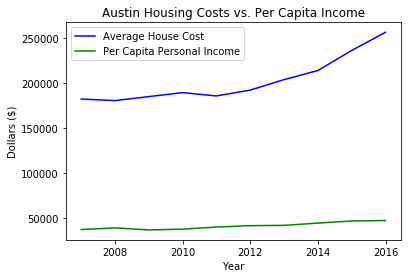 Austin Housing Costs vs. Per Capita Income
Average House Cost
Per Capita Personal Income
Dollars ($)
250000
200000
150000
100000
50000
2008
2010
2012
2014
2016
Year